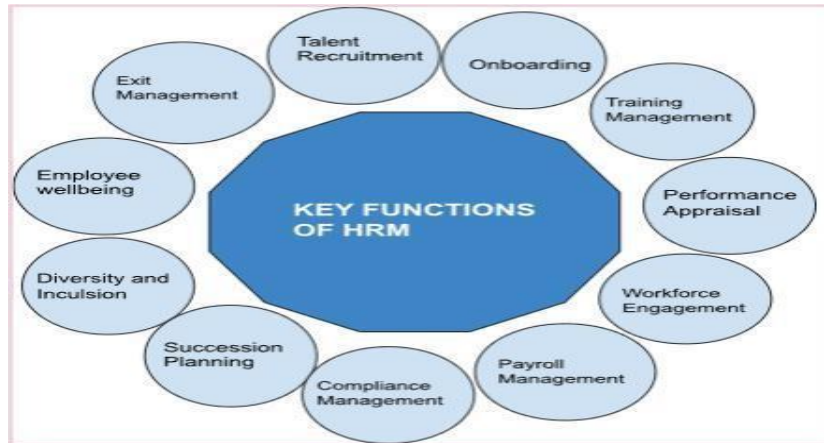 KEY FUNCTIONS
OF HRM
Talent
Recruitment
Onboarding
Training
Management
Performance
Appraisal
Workforce
Engagement
Payroll
Management
Compliance
Management
Succession
Planning
Diversity and
Inculsion
Employee
wellbeing
Exit
Management